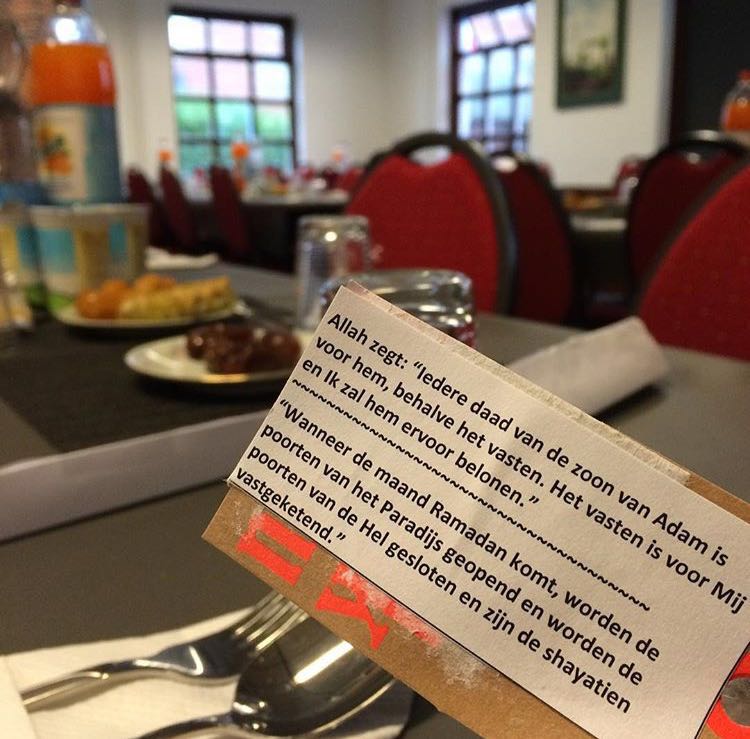 Allah zegt: “Iedere daad van de zoon van Adam is
voor hem, behalve het vasten. Het vasten is voor Mij
en Ik zal hem ervoor belonen.”
~~~~~~~~~~~~~~~~~~~~~~~~~~~~~~~~~~~
“Wanneer de maand Ramadan komt, worden de
poorten van het Paradijs geopend en worden de
poorten van de Hel gesloten en zijn de shayatien
vastgeketend.”